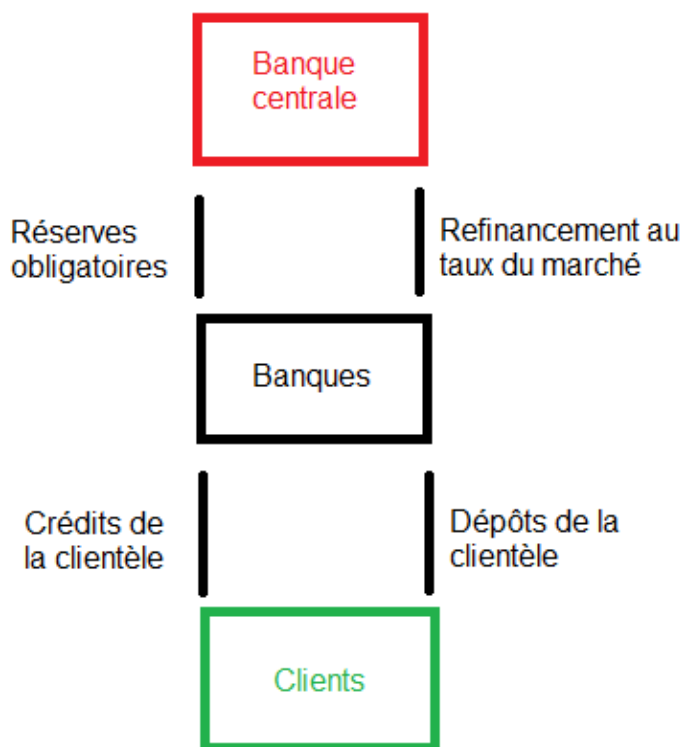 Banque
centrale
Réserves
obligatoires
Refinancement au
taux du marché
Banques
Crédits de
la clientèle
Dépôts de la
clientèle
Clients